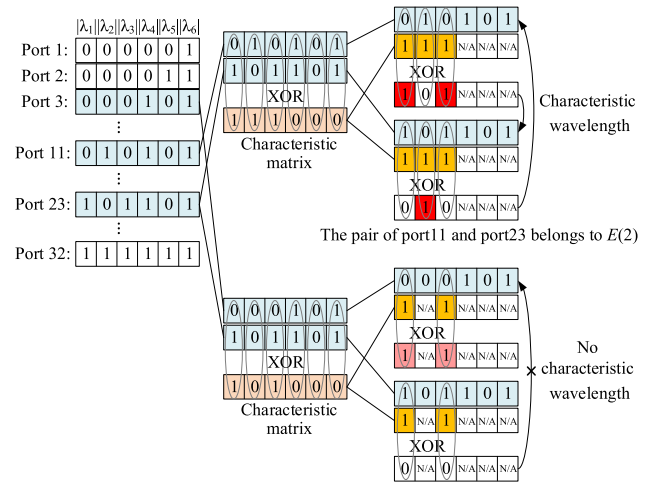 |λ1||λ2||λ3||λ4||λ5||λ6|
Port 1: 0 0 0 0 0 1
Port 2: 0 0 0 0 1 1
Port 3: 0 0 0 1 0 1
⋮
Port 11: 0 1 0 1 0 1
⋮
Port 23: 1 0 1 1 0 1
⋮
Port 32: 1 1 1 1 1 1
0 1 0 1 0 1
1 0 1 1 0 1
XOR
1 1 1 0 0 0
Characteristic
matrix
0 1 0 1 0 1
1 1 1 N/A N/A N/A
XOR
1 0 1 N/A N/A N/A
0 1 0 1 0 1
1 1 1 N/A N/A N/A
XOR
0 1 0 N/A N/A N/A
Characteristic
wavelength
The pair of port11 and port23 belongs to E(2)
0 0 0 1 0 1
1 0 1 1 0 1
XOR
1 0 1 0 0 0
Characteristic
matrix
0 0 0 1 0 1
1 N/A 1 N/A N/A N/A
XOR
1 N/A 1 N/A N/A N/A
1 0 1 1 0 1
1 N/A 1 N/A N/A N/A
XOR
0 N/A 0 N/A N/A N/A
No
characteristic
wavelength